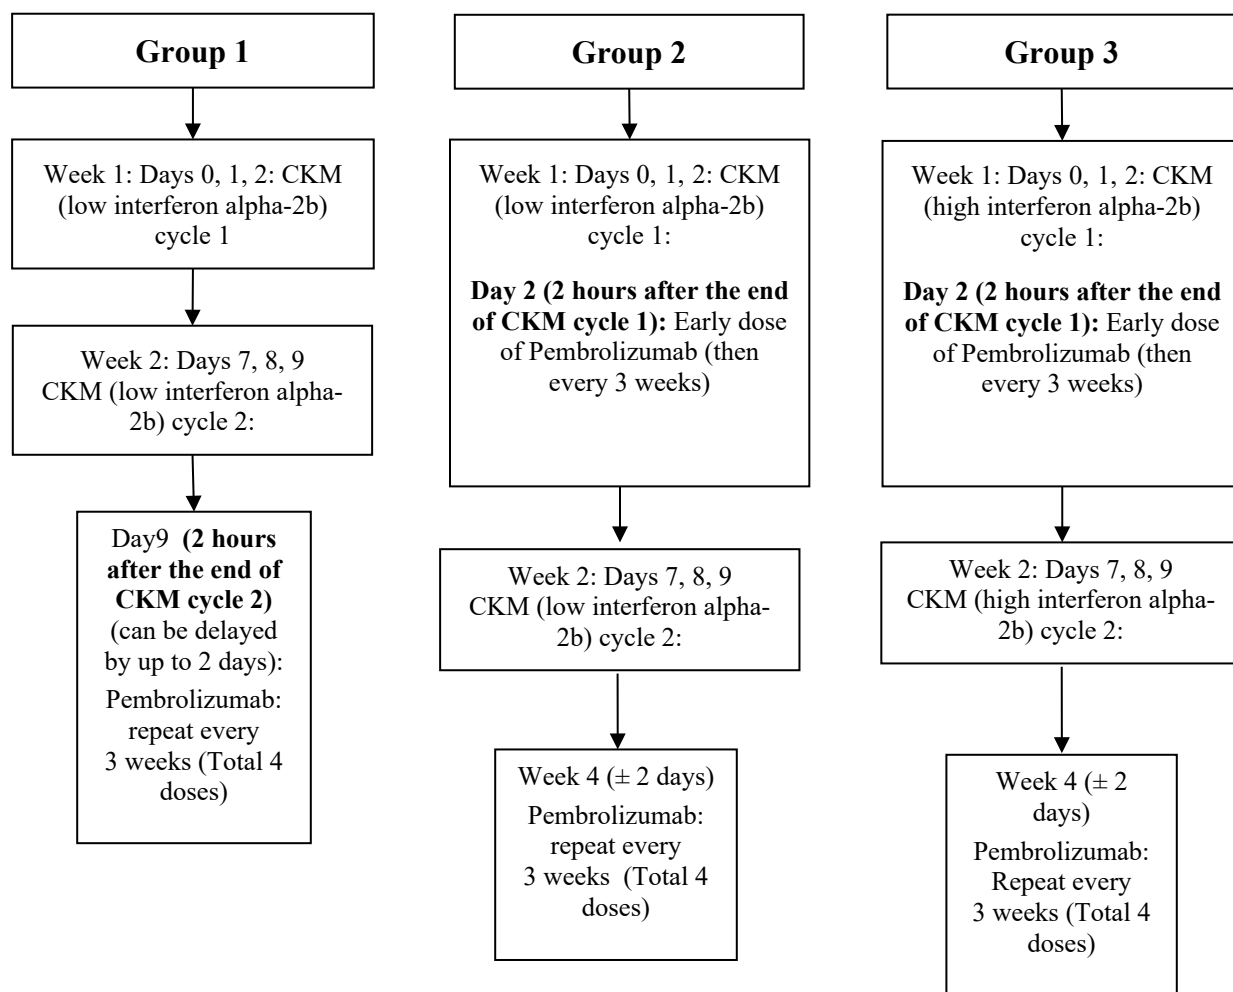 Group 1
Week 1: Days 0, 1, 2: CKM
(low interferon alpha-2b)
cycle 1
Week 2: Days 7, 8, 9
CKM (low interferon alpha-
2b) cycle 2:
Day9 (2 hours
after the end of
CKM cycle 2)
(can be delayed
by up to 2 days):
Pembrolizumab:
repeat every
3 weeks (Total 4
doses)
Group 2
Week 1: Days 0, 1, 2: CKM
(low interferon alpha-2b)
cycle 1:
Day 2 (2 hours after the end
of CKM cycle 1): Early dose
of Pembrolizumab (then
every 3 weeks)
Week 2: Days 7, 8, 9
CKM (low interferon alpha-
2b) cycle 2:
Week 4 (± 2 days)
Pembrolizumab:
repeat every
3 weeks (Total 4
doses)
Group 3
Week 1: Days 0, 1, 2: CKM
(high interferon alpha-2b)
cycle 1:
Day 2 (2 hours after the end
of CKM cycle 1): Early dose
of Pembrolizumab (then
every 3 weeks)
Week 2: Days 7, 8, 9
CKM (high interferon alpha-
2b) cycle 2:
Week 4 (± 2
days)
Pembrolizumab:
Repeat every
3 weeks (Total 4
doses)